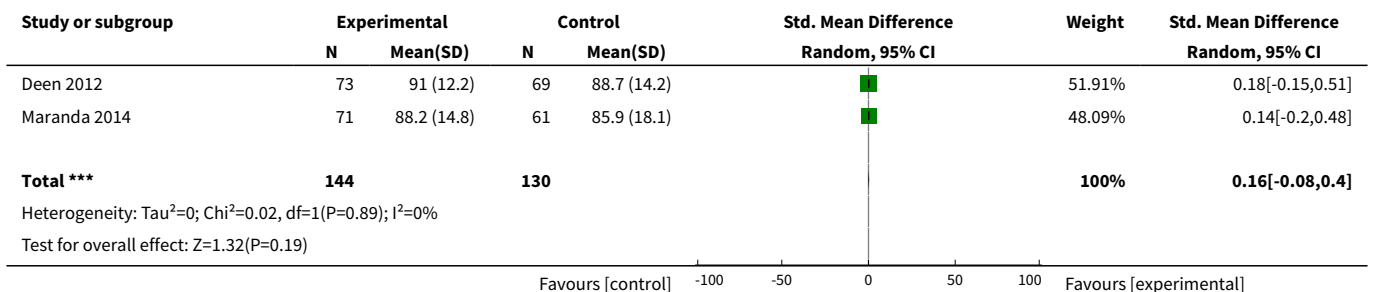 Study or subgroup Experimental Control Std. Mean Difference Weight Std. Mean Difference
N Mean(SD) N Mean(SD) Random, 95% CI Random, 95% CI
Deen 2012 73 91 (12.2) 69 88.7 (14.2) 51.91% 0.18[-0.15,0.51]
Maranda 2014 71 88.2 (14.8) 61 85.9 (18.1) 48.09% 0.14[-0.2,0.48]
Total *** 144 130 100% 0.16[-0.08,0.4]
Heterogeneity: Tau²=0; Chi²=0.02, df=1(P=0.89); I²=0%
Test for overall effect: Z=1.32(P=0.19)
Favours [control] -100 -50 0 50 100 Favours [experimental]